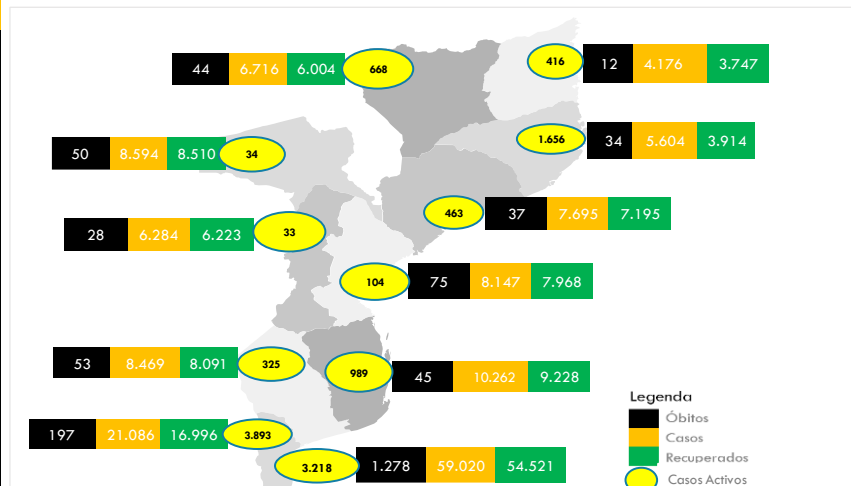 44 6.716 6.004 668
416 12 4.176 3.747
50 8.594 8.510 34
1.656 34 5.604 3.914
28 6.284 6.223 33
463 37 7.695 7.195
104 75 8.147 7.968
53 8.469 8.091 325
989 45 10.262 9.228
197 21.086 16.996 3.893
3.218 1.278 59.020 54.521
Legenda
Óbitos
Casos
Recuperados
Casos Activos